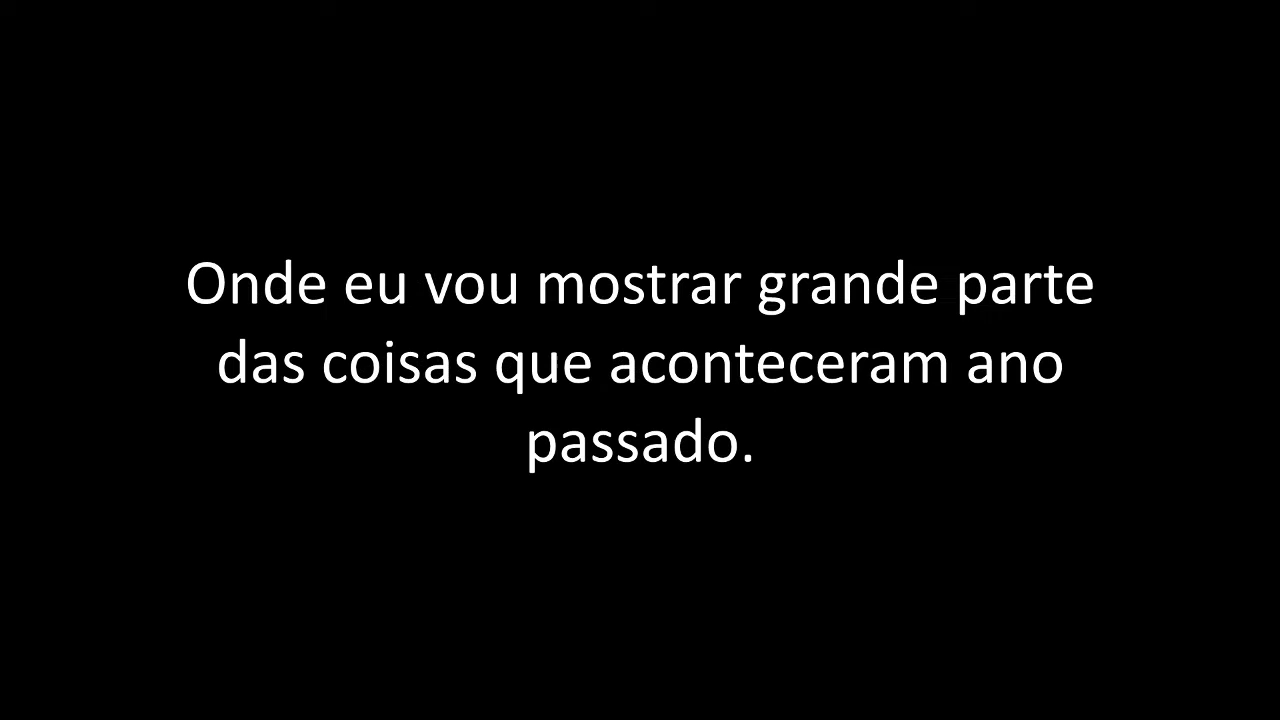 Onde eu vou mostrar grande parte
das coisas que aconteceram ano
passado.